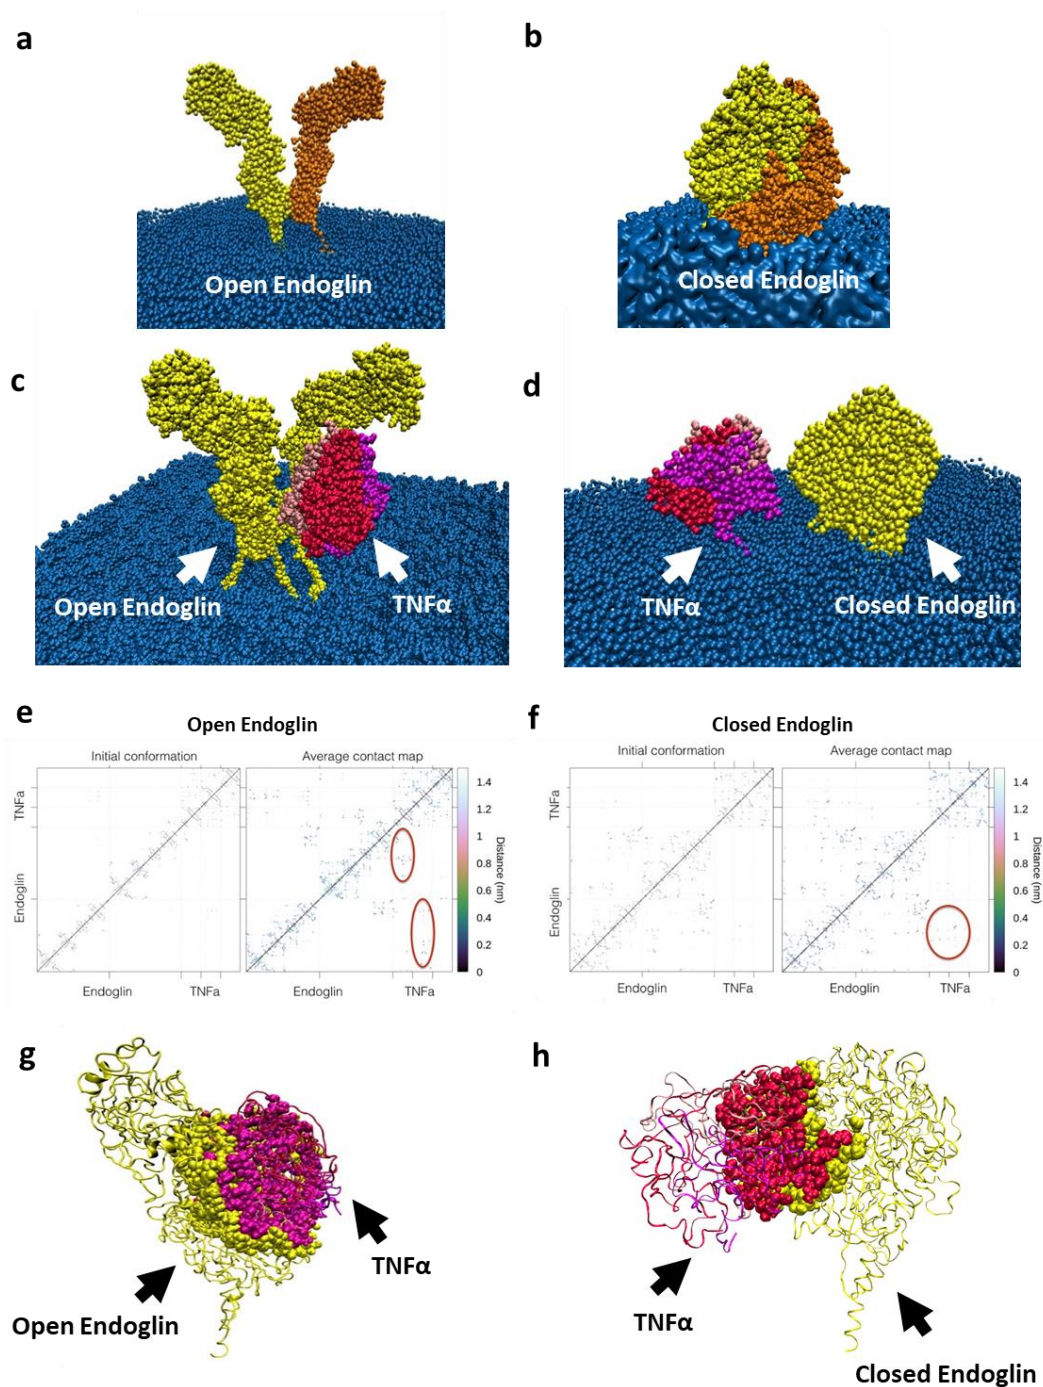 a
b
Open Endoglin
Closed Endoglin
c
d
Open Endoglin
TNFα
TNFα
Closed Endoglin
e
Open Endoglin
f
Closed Endoglin
Initial conformation
Average contact map
Initial conformation
Average contact map
TNFa
Endoglin
1.4
1.2
1
0.8
0.6
0.4
0.2
0
Distance (nm)
Endoglin
TNFa
Endoglin
TNFa
TNFa
Endoglin
1.4
1.2
1
0.8
0.6
0.4
0.2
0
Distance (nm)
Endoglin
TNFa
Endoglin
TNFa
g
h
TNFα
Open Endoglin
TNFα
Closed Endoglin